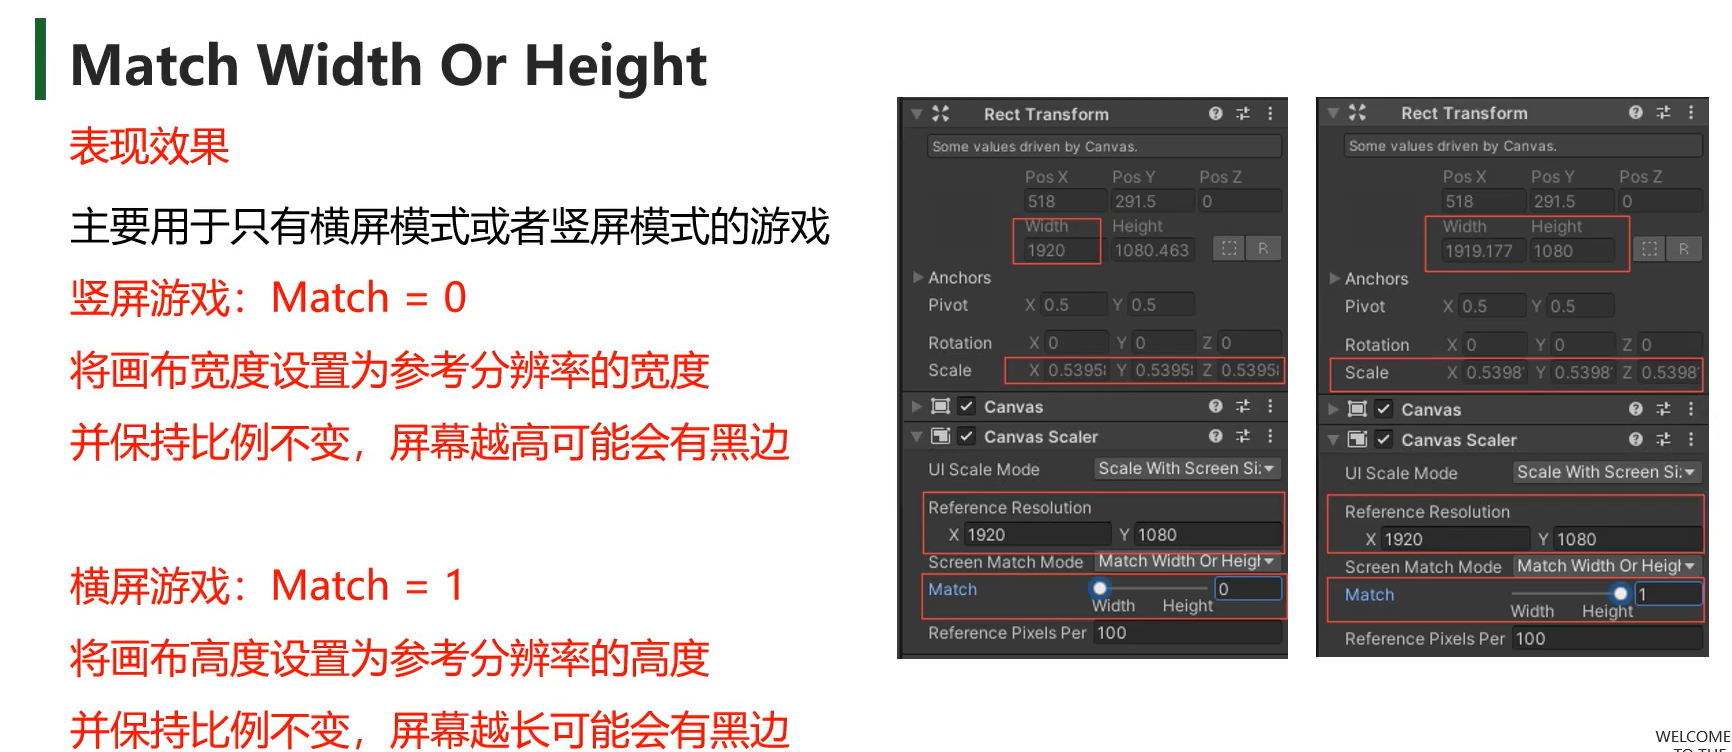 Match Width Or Height
表现效果
主要用于只有横屏模式或者竖屏模式的游戏
竖屏游戏：Match = 0
将画布宽度设置为参考分辨率的宽度
并保持比例不变，屏幕越高可能会有黑边
横屏游戏：Match = 1
将画布高度设置为参考分辨率的高度
并保持比例不变，屏幕越长可能会有黑边
Rect Transform
Some values driven by Canvas.
Pos X Pos Y Pos Z
518 291.5 0
Width Height
1920 1080.463 R
Anchors
Pivot X 0.5 Y 0.5
Rotation X 0 Y 0 Z 0
Scale X 0.5395 Y 0.5395 Z 0.5395
Canvas
Canvas Scaler
UI Scale Mode Scale With Screen Si:
Reference Resolution
X 1920 Y 1080
Screen Match Mode Match Width Or Heigl
Match 0
Width Height
Reference Pixels Per 100
Rect Transform
Some values driven by Canvas.
Pos X Pos Y Pos Z
518 291.5 0
Width Height
1919.177 1080 R
Anchors
Pivot X 0.5 Y 0.5
Rotation X 0 Y 0 Z 0
Scale X 0.5398 Y 0.5398 Z 0.5398
Canvas
Canvas Scaler
UI Scale Mode Scale With Screen Si:
Reference Resolution
X 1920 Y 1080
Screen Match Mode Match Width Or Heigl
Match 1
Width Height
Reference Pixels Per 100
WELCOME
TO THE